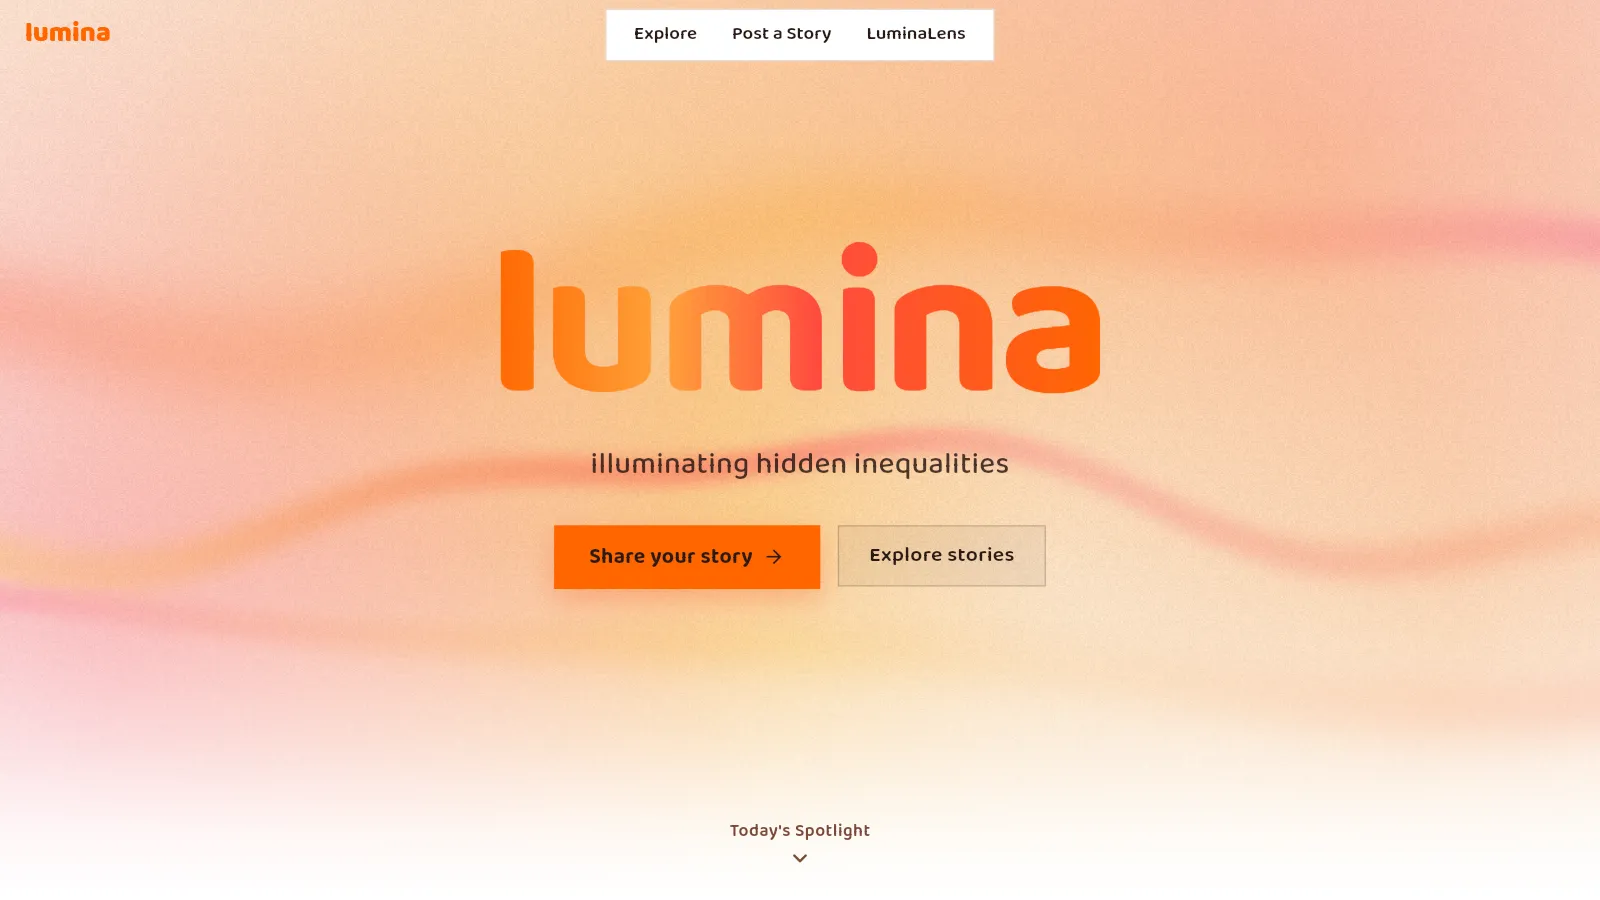 lumina
Explore Post a Story LuminaLens
lumina
illuminating hidden inequalities
Share your story →
Explore stories
Today's Spotlight